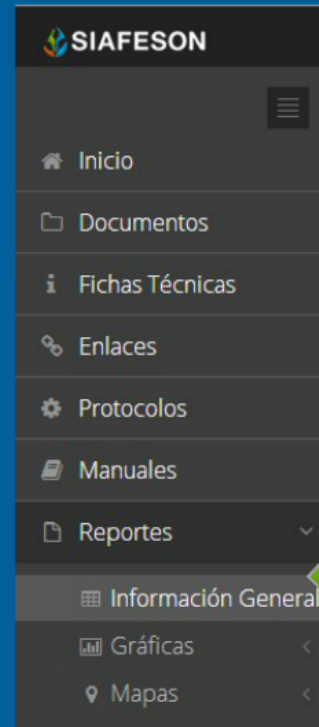 SIAFESON
Inicio
Documentos
Fichas Técnicas
Enlaces
Protocolos
Manuales
Reportes
Información General
Gráficas
Mapas